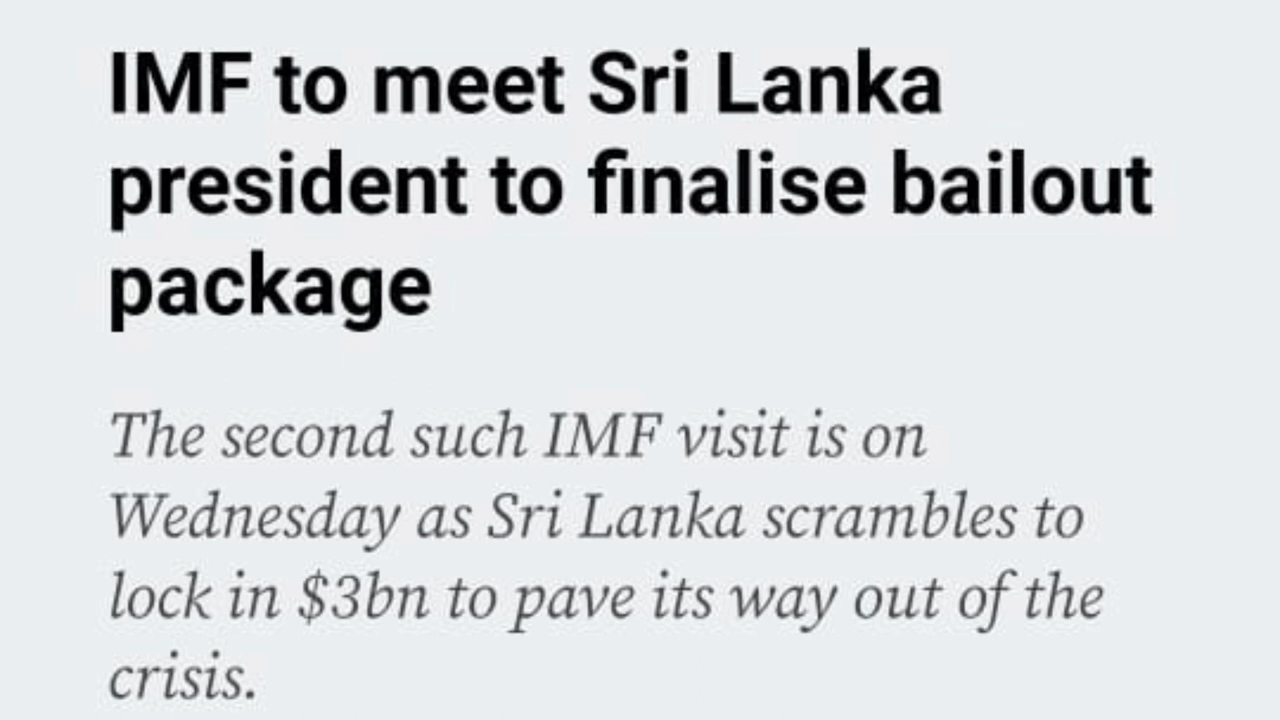 IMF to meet Sri Lanka
president to finalise bailout
package
The second such IMF visit is on
Wednesday as Sri Lanka scrambles to
lock in $3bn to pave its way out of the
crisis.